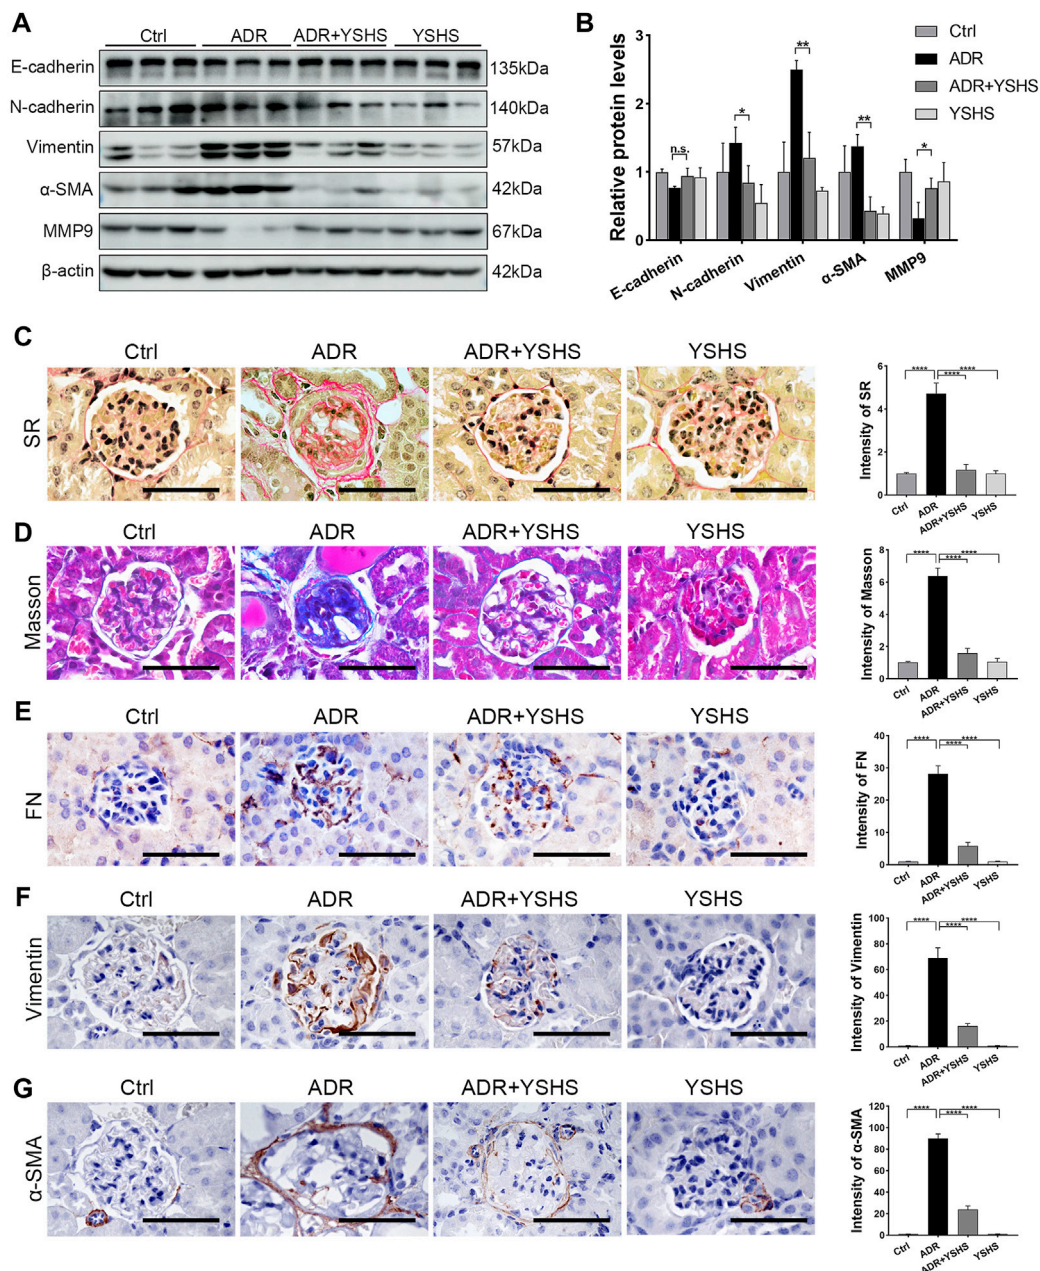 A
Ctrl ADR ADR+YSHS YSHS
E-cadherin 135kDa
N-cadherin 140kDa
Vimentin 57kDa
α-SMA 42kDa
MMP9 67kDa
β-actin 42kDa
B
Relative protein levels
3
2
1
0
n.s. * ** ** *
E-cadherin N-cadherin Vimentin α-SMA MMP9
Ctrl
ADR
ADR+YSHS
YSHS
C
Ctrl ADR ADR+YSHS YSHS
SR
Intensity of SR
6
4
2
0
**** **** ****
Ctrl ADR ADR+YSHS YSHS
D
Ctrl ADR ADR+YSHS YSHS
Masson
Intensity of Masson
8
6
4
2
0
**** **** ****
Ctrl ADR ADR+YSHS YSHS
E
Ctrl ADR ADR+YSHS YSHS
FN
Intensity of FN
40
30
20
10
0
**** **** ****
Ctrl ADR ADR+YSHS YSHS
F
Ctrl ADR ADR+YSHS YSHS
Vimentin
Intensity of Vimentin
100
80
60
40
20
0
**** **** ****
Ctrl ADR ADR+YSHS YSHS
G
Ctrl ADR ADR+YSHS YSHS
α-SMA
Intensity of α-SMA
120
100
80
60
40
20
0
**** **** ****
Ctrl ADR ADR+YSHS YSHS